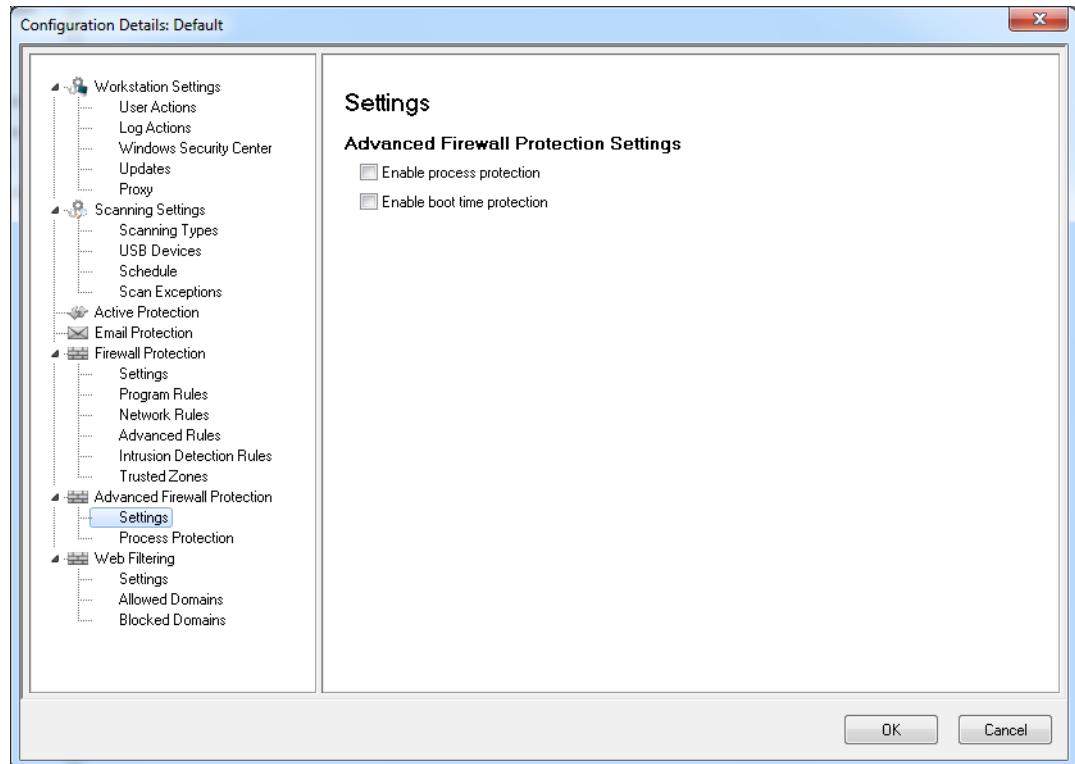 Configuration Details: Default
Workstation Settings
User Actions
Log Actions
Windows Security Center
Updates
Proxy
Scanning Settings
Scanning Types
USB Devices
Schedule
Scan Exceptions
Active Protection
Email Protection
Firewall Protection
Settings
Program Rules
Network Rules
Advanced Rules
Intrusion Detection Rules
Trusted Zones
Advanced Firewall Protection
Settings
Process Protection
Web Filtering
Settings
Allowed Domains
Blocked Domains
Settings
Advanced Firewall Protection Settings
Enable process protection
Enable boot time protection
OK
Cancel